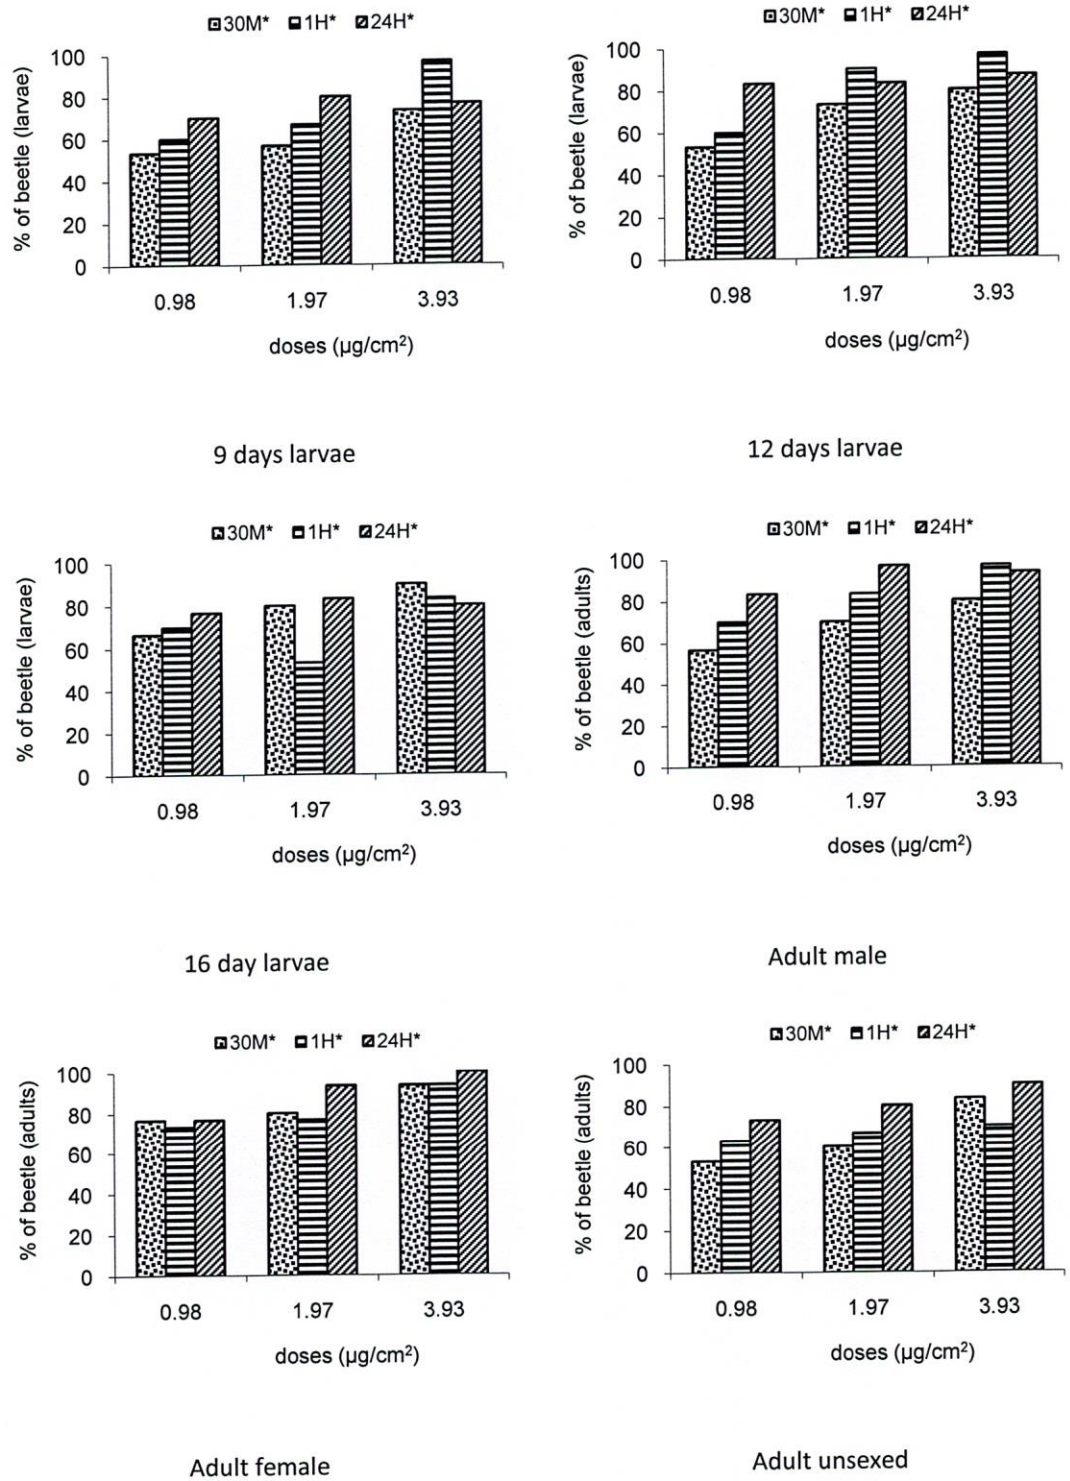 30M* 1H* 24H*
% of beetle (larvae)
100
80
60
40
20
0
0.98 1.97 3.93
doses (µg/cm²)
9 days larvae
30M* 1H* 24H*
% of beetle (larvae)
100
80
60
40
20
0
0.98 1.97 3.93
doses (µg/cm²)
12 days larvae
30M* 1H* 24H*
% of beetle (larvae)
100
80
60
40
20
0
0.98 1.97 3.93
doses (µg/cm²)
16 day larvae
30M* 1H* 24H*
% of beetle (adults)
100
80
60
40
20
0
0.98 1.97 3.93
doses (µg/cm²)
Adult male
30M* 1H* 24H*
% of beetle (adults)
100
80
60
40
20
0
0.98 1.97 3.93
doses (µg/cm²)
Adult female
30M* 1H* 24H*
% of beetle (adults)
100
80
60
40
20
0
0.98 1.97 3.93
doses (µg/cm²)
Adult unsexed